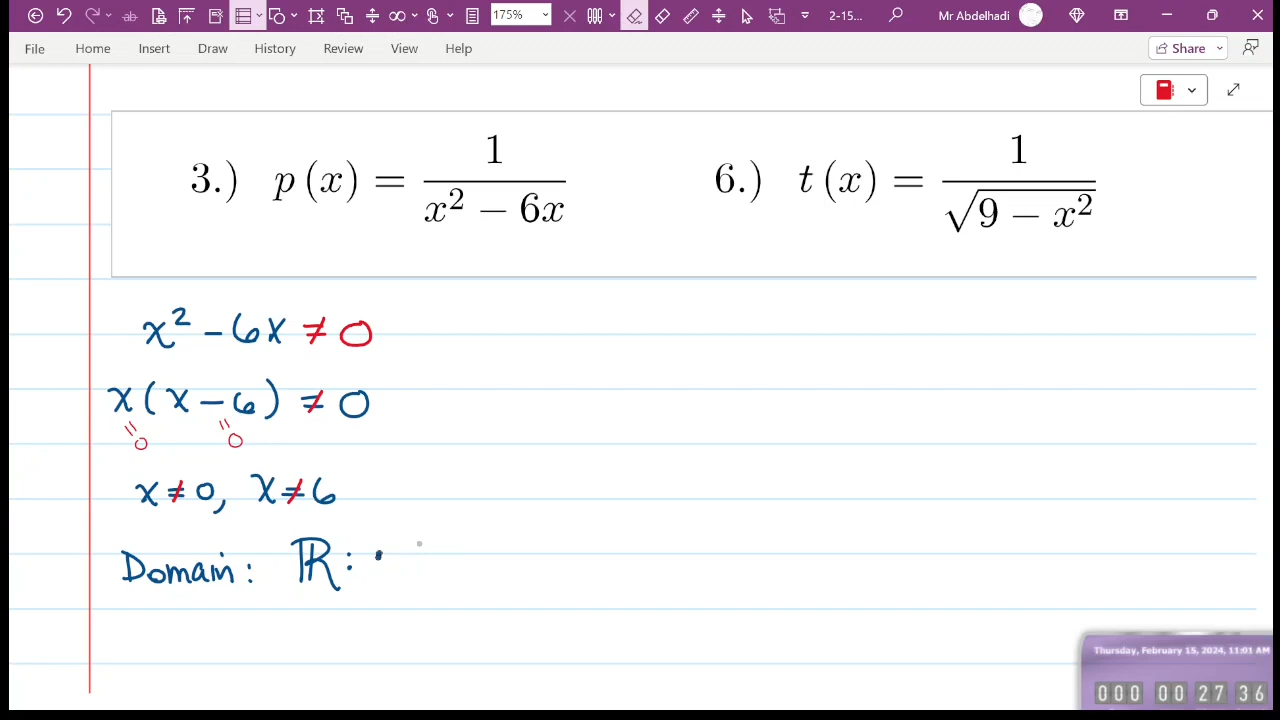 175%
2-15...
Mr Abdelhadi
File Home Insert Draw History Review View Help
Share
3.) p(x) = 1/(x² − 6x)
6.) t(x) = 1/√(9 − x²)
x² − 6x ≠ 0
x(x − 6) ≠ 0
=0 =0
x ≠ 0, x ≠ 6
Domain: ℝ:
Thursday, February 15, 2024, 11:01 AM
000 00 27 36